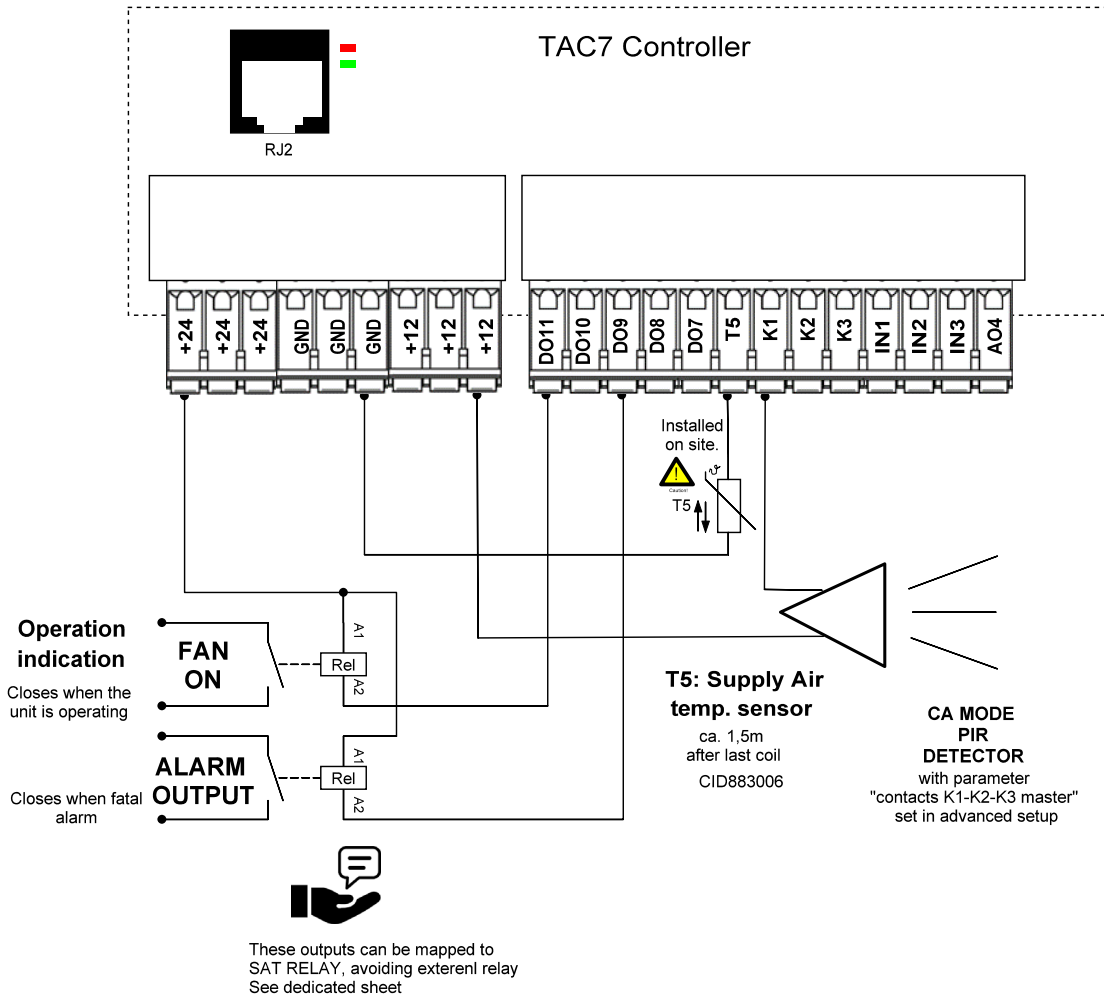 TAC7 Controller
RJ2
+24
+24
+24
GND
GND
GND
+12
+12
+12
DO11
DO10
DO9
DO8
DO7
T5
K1
K2
K3
IN1
IN2
IN3
AO4
Installed
on site.
Caution!
T5
Operation
indication
Closes when the
unit is operating
FAN
ON
A1
Rel
A2
ALARM
OUTPUT
Closes when fatal
alarm
A1
Rel
A2
T5: Supply Air
temp. sensor
ca. 1,5m
after last coil
CID883006
CA MODE
PIR
DETECTOR
with parameter
"contacts K1-K2-K3 master"
set in advanced setup
These outputs can be mapped to
SAT RELAY, avoiding exterenl relay
See dedicated sheet